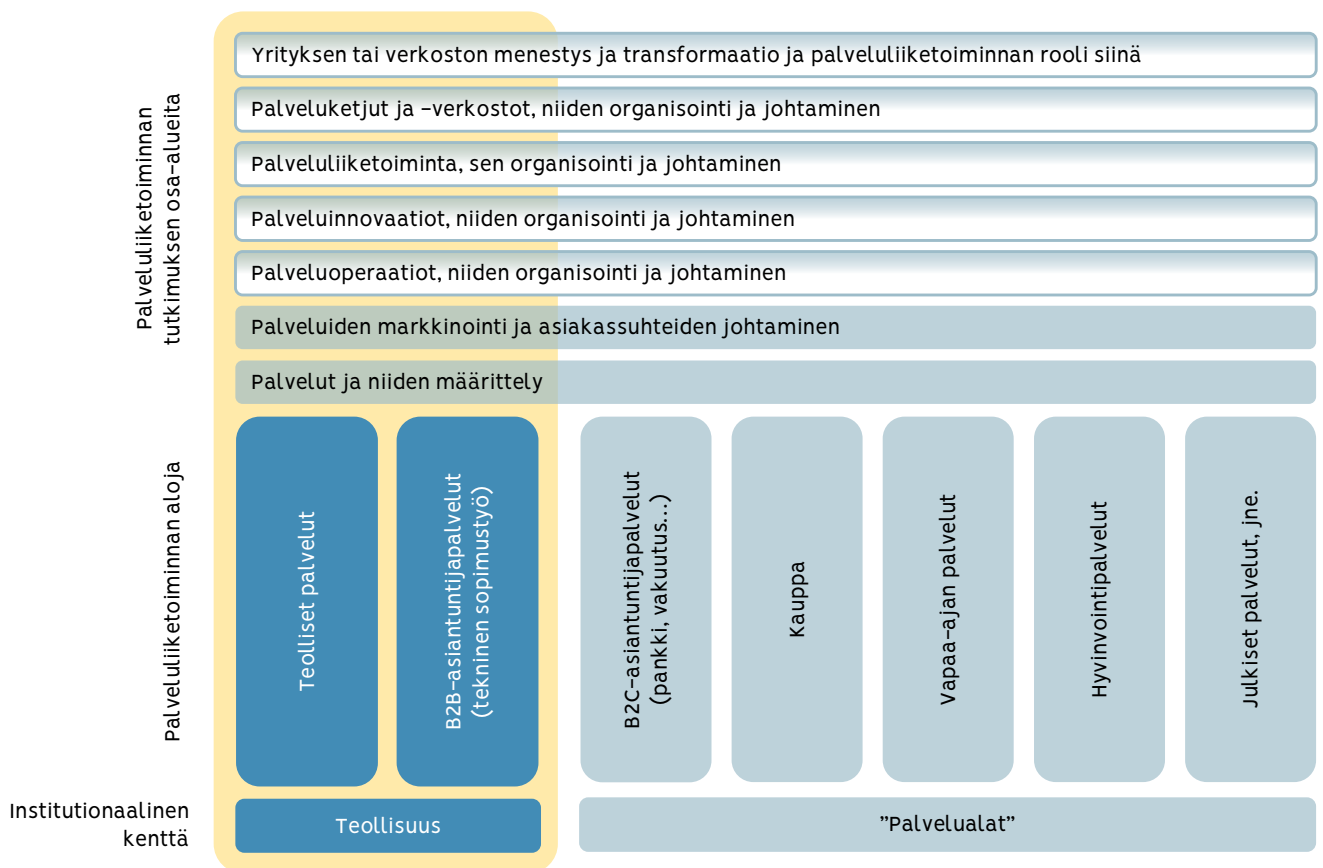 Palveluliiketoiminnan
tutkimuksen osa-alueita
Yrityksen tai verkoston menestys ja transformaatio ja palveluliiketoiminnan rooli siinä
Palveluketjut ja -verkostot, niiden organisointi ja johtaminen
Palveluliiketoiminta, sen organisointi ja johtaminen
Palveluinnovaatiot, niiden organisointi ja johtaminen
Palveluoperaatiot, niiden organisointi ja johtaminen
Palveluiden markkinointi ja asiakassuhteiden johtaminen
Palvelut ja niiden määrittely
Palveluliiketoiminnan aloja
Teolliset palvelut
B2B-asiantuntijapalvelut
(tekninen sopimustyö)
B2C-asiantuntijapalvelut
(pankki, vakuutus...)
Kauppa
Vapaa-ajan palvelut
Hyvinvointipalvelut
Julkiset palvelut, jne.
Institutionaalinen
kenttä
Teollisuus
”Palvelualat”